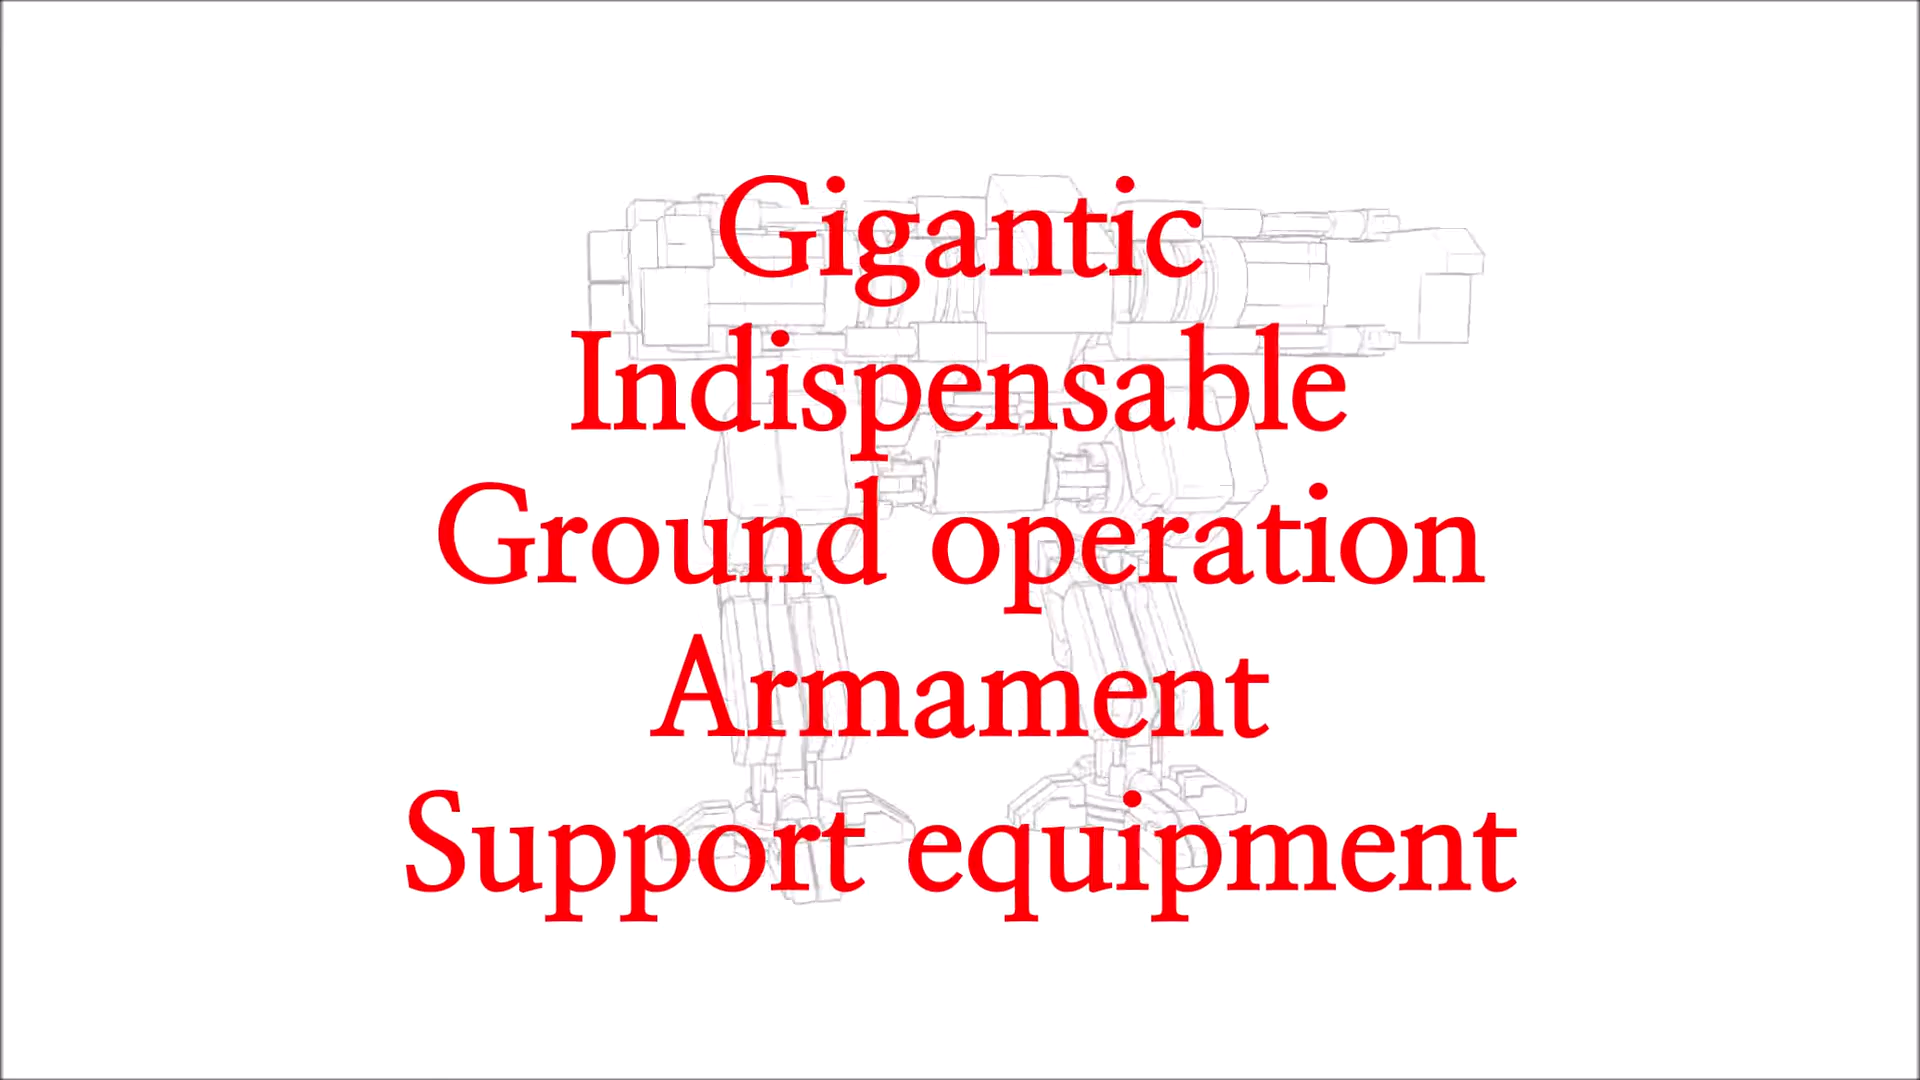 Gigantic
Indispensable
Ground operation
Armament
Support equipment